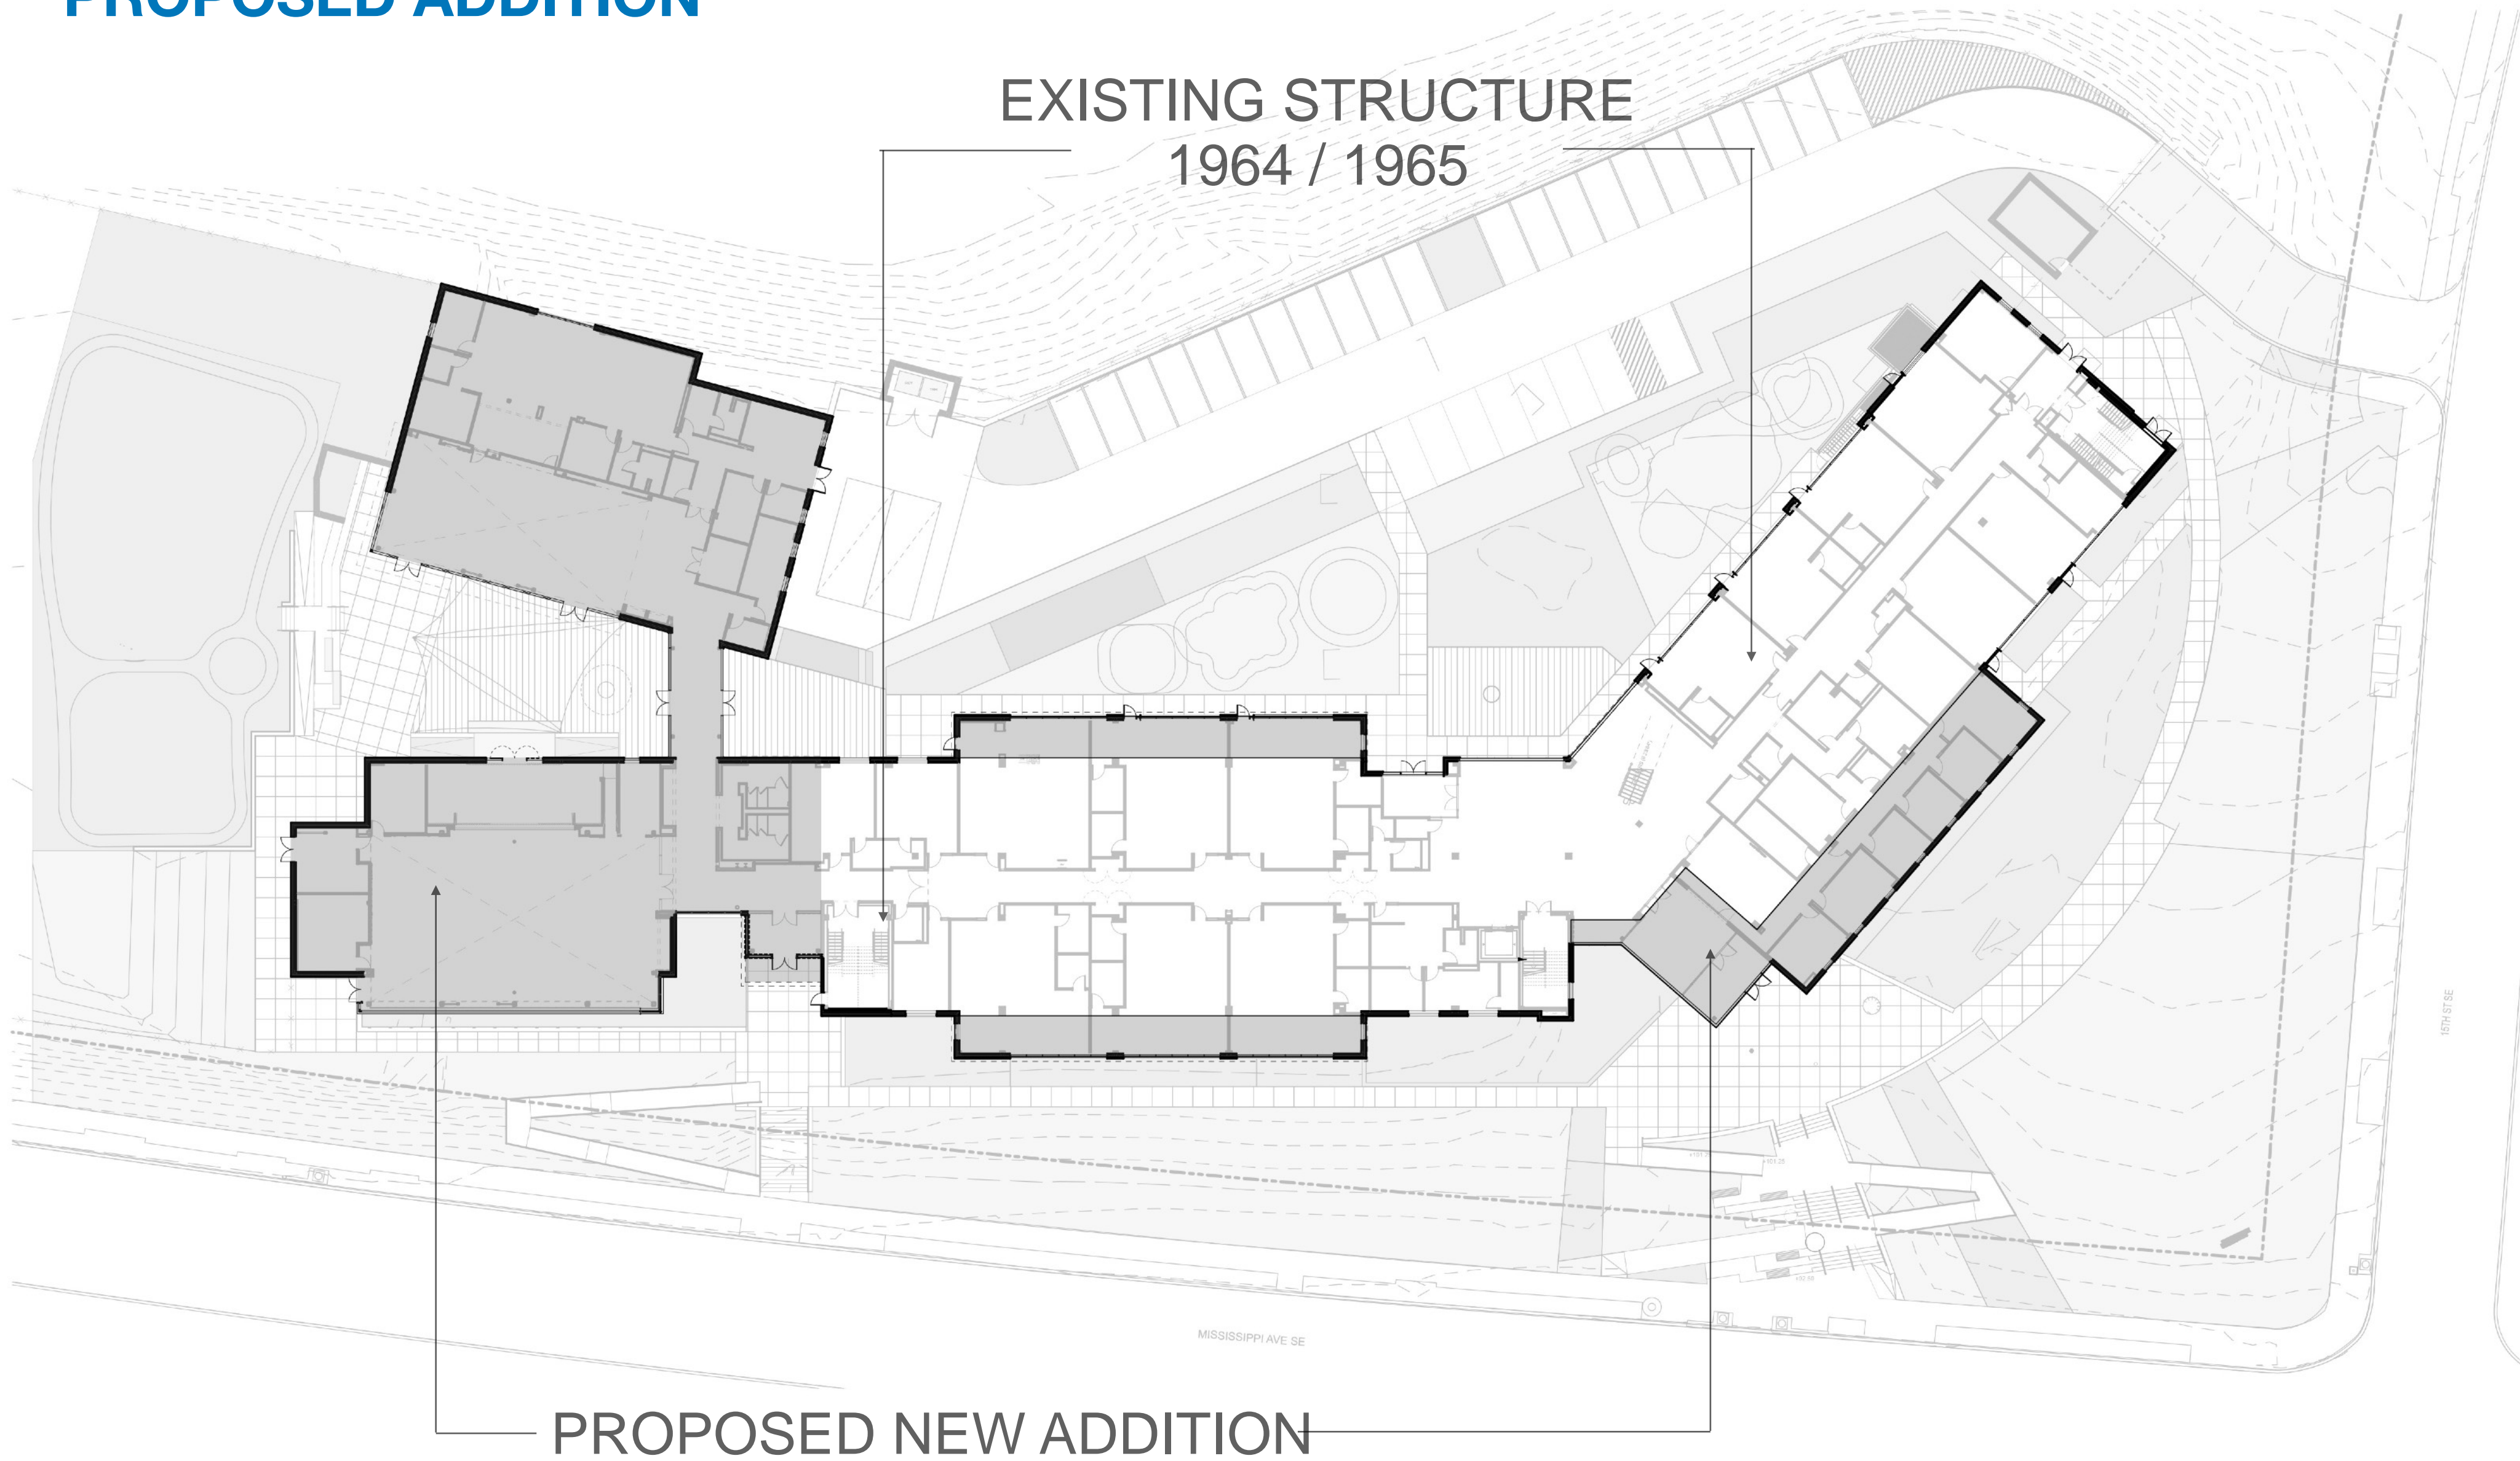 PROPOSED ADDITION
EXISTING STRUCTURE
1964 / 1965
15TH ST SE
MISSISSIPPI AVE SE
PROPOSED NEW ADDITION